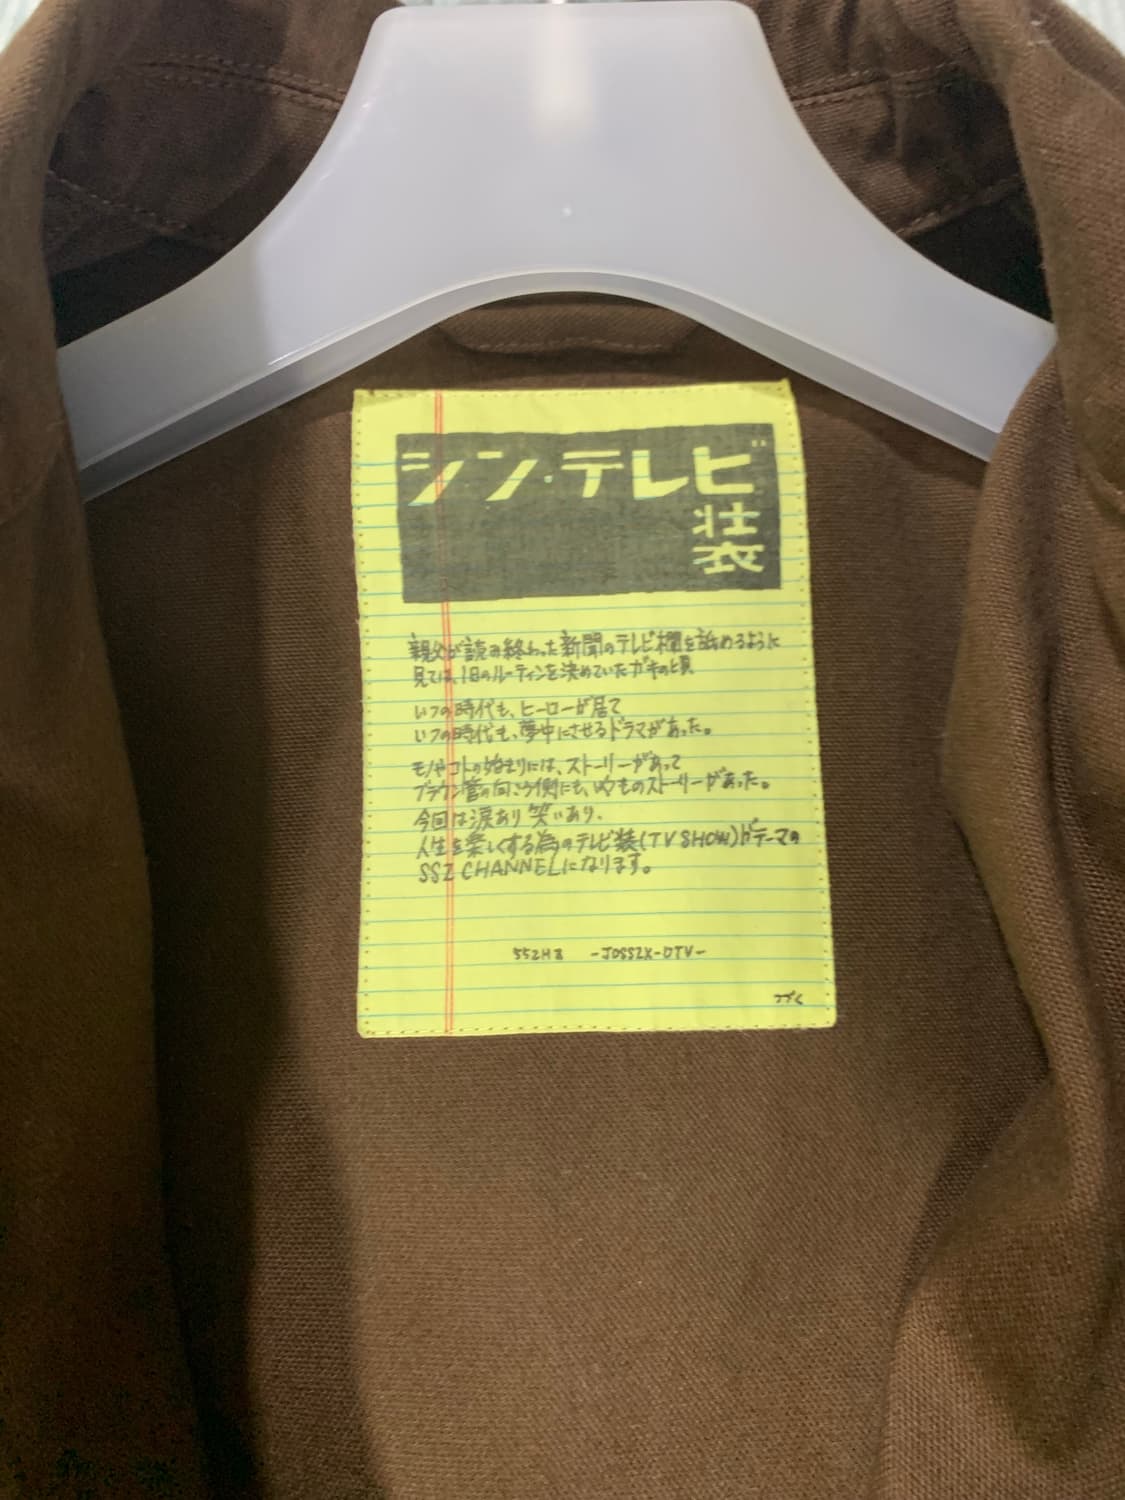 シン・テレビ
装
親父が読み終わった新聞のテレビ欄を舐めるように
見ては、1日のルーティンを決めていたガキの頃
いつの時代も、ヒーローが居て
いつの時代も、夢中にさせるドラマがあった。
モノやコトの始まりには、ストーリーがあって
ブラウン管の向こう側にも、いつものストーリーがあった。
今回は涙あり 笑いあり、
人生を楽しくする為のテレビ装(TV SHOW)がテーマの
SSZ CHANNELになります。
55ZHz -JOSSZX-DTV-
つづく